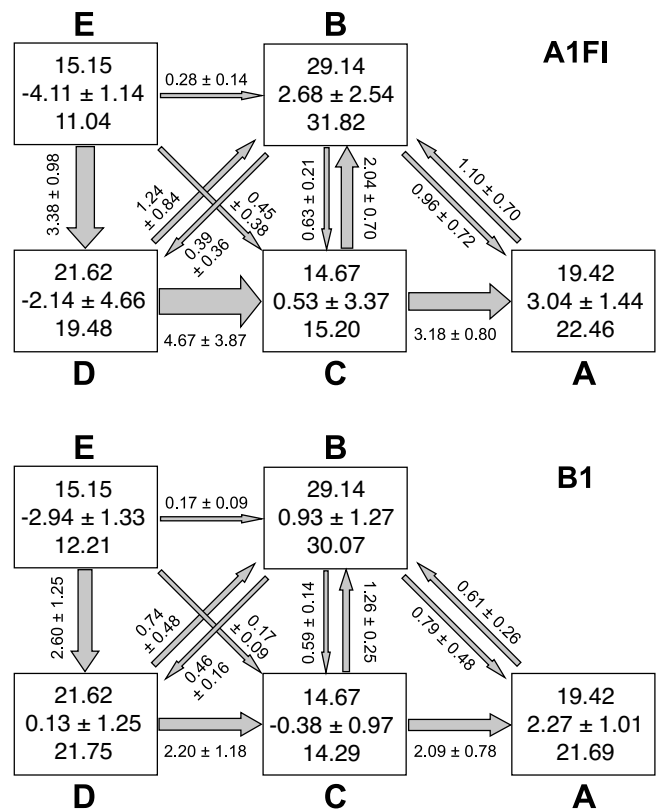 E
B
A1FI
15.15
-4.11 ± 1.14
11.04
0.28 ± 0.14
29.14
2.68 ± 2.54
31.82
3.38 ± 0.98
1.24
± 0.84
0.39
± 0.36
0.45
± 0.38
0.63 ± 0.21
2.04 ± 0.70
0.96 ± 0.72
1.10 ± 0.70
21.62
-2.14 ± 4.66
19.48
4.67 ± 3.87
14.67
0.53 ± 3.37
15.20
3.18 ± 0.80
19.42
3.04 ± 1.44
22.46
D
C
A
E
B
B1
15.15
-2.94 ± 1.33
12.21
0.17 ± 0.09
29.14
0.93 ± 1.27
30.07
2.60 ± 1.25
0.74
± 0.48
0.46
± 0.16
0.17
± 0.09
0.59 ± 0.14
1.26 ± 0.25
0.79 ± 0.48
0.61 ± 0.26
21.62
0.13 ± 1.25
21.75
2.20 ± 1.18
14.67
-0.38 ± 0.97
14.29
2.09 ± 0.78
19.42
2.27 ± 1.01
21.69
D
C
A